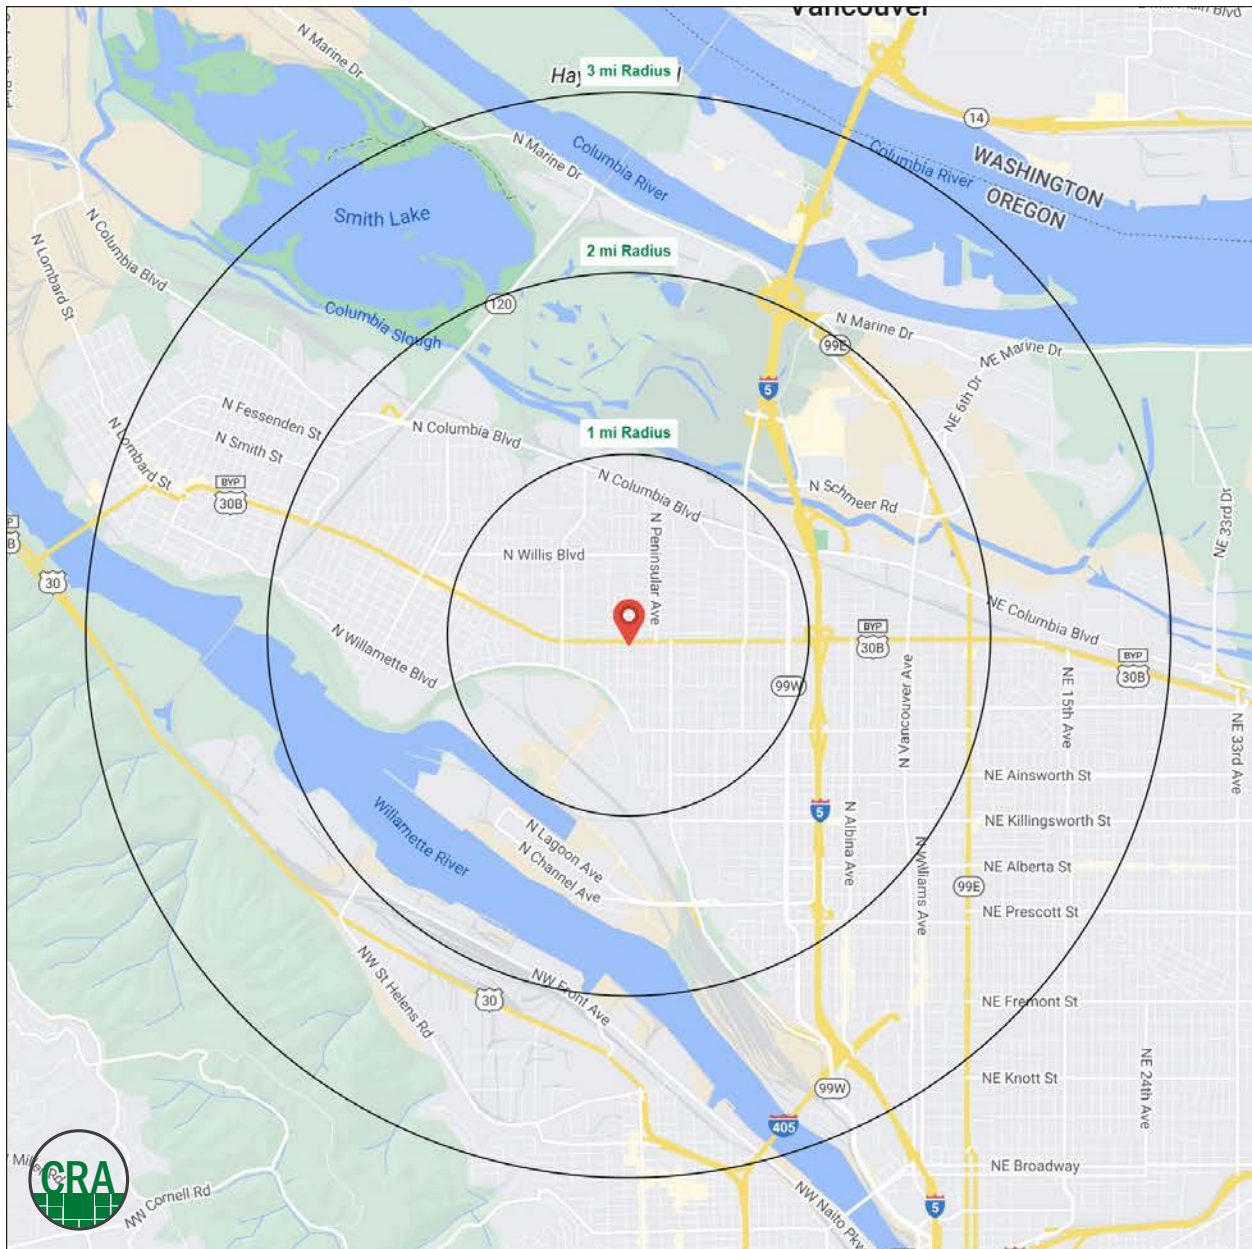 Vancouver
N Marine Dr
3 mi Radius
14
N Marine Dr
Columbia River
Columbia River
WASHINGTON
OREGON
Smith Lake
N Columbia Blvd
N Lombard St
2 mi Radius
120
Columbia Slough
N Marine Dr
99E
NE Marine Dr
5
NE 6th Dr
N Fessenden St
N Columbia Blvd
1 mi Radius
N Smith St
N Lombard St
BYP
30B
N Columbia Blvd
N Schmeer Rd
NE 33rd Dr
N Peninsular Ave
N Willis Blvd
30
NE Columbia Blvd
BYP
30B
BYP
30B
N Willamette Blvd
99W
N Vancouver Ave
NE 15th Ave
NE 33rd Ave
NE Ainsworth St
Willamette River
5
N Albina Ave
NE Killingsworth St
N Lagoon Ave
N Channel Ave
N Williams Ave
NE Alberta St
99E
NE Prescott St
NW St Helens Rd
NW Front Ave
30
NE Fremont St
NE Knott St
NE 24th Ave
99W
405
NE Broadway
CRA
NW Cornell Rd
NW Naito Pkwy
5